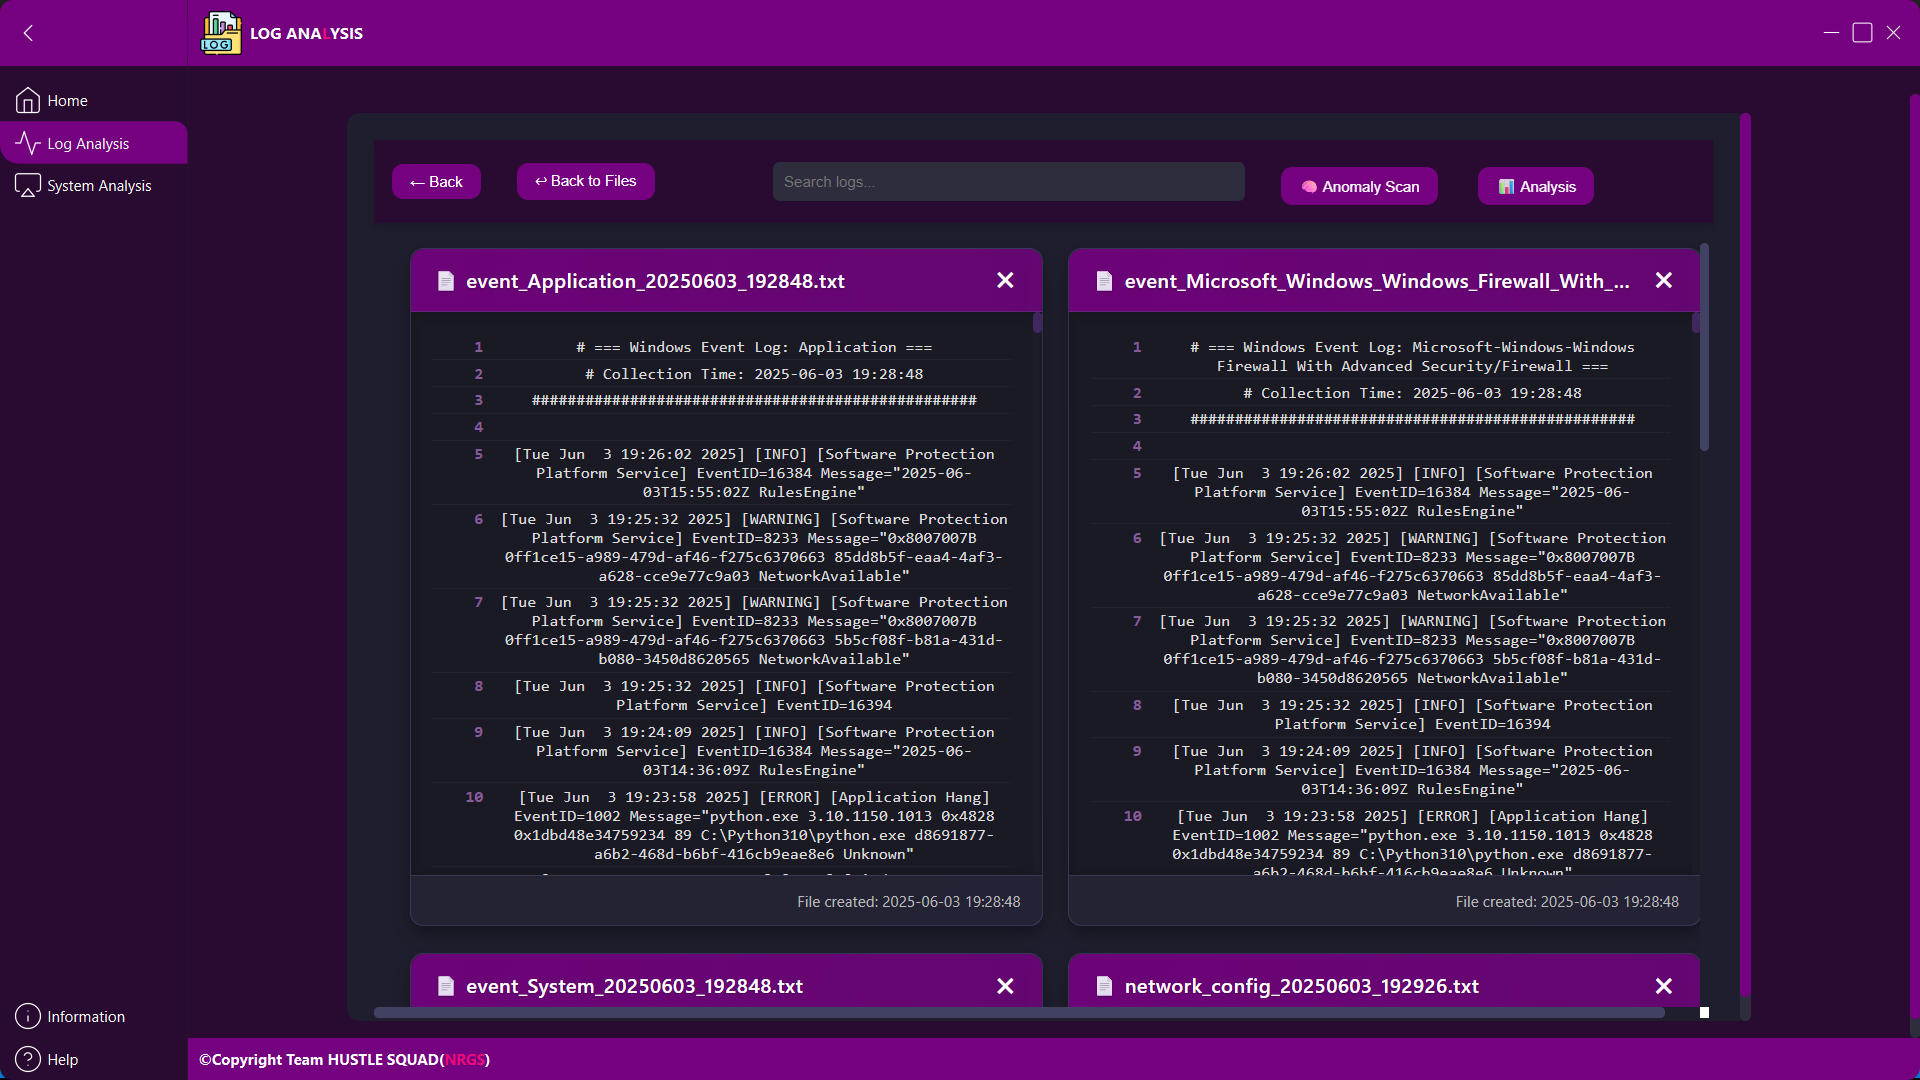 LOG
LOG ANALYSIS
Home
Log Analysis
System Analysis
← Back
↩ Back to Files
Search logs...
Anomaly Scan
Analysis
event_Application_20250603_192848.txt
1 # === Windows Event Log: Application ===
2 # Collection Time: 2025-06-03 19:28:48
3 ##################################################
4
5 [Tue Jun  3 19:26:02 2025] [INFO] [Software Protection
Platform Service] EventID=16384 Message="2025-06-
03T15:55:02Z RulesEngine"
6 [Tue Jun  3 19:25:32 2025] [WARNING] [Software Protection
Platform Service] EventID=8233 Message="0x8007007B
0ff1ce15-a989-479d-af46-f275c6370663 85dd8b5f-eaa4-4af3-
a628-cce9e77c9a03 NetworkAvailable"
7 [Tue Jun  3 19:25:32 2025] [WARNING] [Software Protection
Platform Service] EventID=8233 Message="0x8007007B
0ff1ce15-a989-479d-af46-f275c6370663 5b5cf08f-b81a-431d-
b080-3450d8620565 NetworkAvailable"
8 [Tue Jun  3 19:25:32 2025] [INFO] [Software Protection
Platform Service] EventID=16394
9 [Tue Jun  3 19:24:09 2025] [INFO] [Software Protection
Platform Service] EventID=16384 Message="2025-06-
03T14:36:09Z RulesEngine"
10 [Tue Jun  3 19:23:58 2025] [ERROR] [Application Hang]
EventID=1002 Message="python.exe 3.10.1150.1013 0x4828
0x1dbd48e34759234 89 C:\Python310\python.exe d8691877-
a6b2-468d-b6bf-416cb9eae8e6 Unknown"
File created: 2025-06-03 19:28:48
event_Microsoft_Windows_Windows_Firewall_With_...
1 # === Windows Event Log: Microsoft-Windows-Windows
Firewall With Advanced Security/Firewall ===
2 # Collection Time: 2025-06-03 19:28:48
3 ##################################################
4
5 [Tue Jun  3 19:26:02 2025] [INFO] [Software Protection
Platform Service] EventID=16384 Message="2025-06-
03T15:55:02Z RulesEngine"
6 [Tue Jun  3 19:25:32 2025] [WARNING] [Software Protection
Platform Service] EventID=8233 Message="0x8007007B
0ff1ce15-a989-479d-af46-f275c6370663 85dd8b5f-eaa4-4af3-
a628-cce9e77c9a03 NetworkAvailable"
7 [Tue Jun  3 19:25:32 2025] [WARNING] [Software Protection
Platform Service] EventID=8233 Message="0x8007007B
0ff1ce15-a989-479d-af46-f275c6370663 5b5cf08f-b81a-431d-
b080-3450d8620565 NetworkAvailable"
8 [Tue Jun  3 19:25:32 2025] [INFO] [Software Protection
Platform Service] EventID=16394
9 [Tue Jun  3 19:24:09 2025] [INFO] [Software Protection
Platform Service] EventID=16384 Message="2025-06-
03T14:36:09Z RulesEngine"
10 [Tue Jun  3 19:23:58 2025] [ERROR] [Application Hang]
EventID=1002 Message="python.exe 3.10.1150.1013 0x4828
0x1dbd48e34759234 89 C:\Python310\python.exe d8691877-
a6b2-468d-b6bf-416cb9eae8e6 Unknown"
File created: 2025-06-03 19:28:48
event_System_20250603_192848.txt
network_config_20250603_192926.txt
Information
Help
©Copyright Team HUSTLE SQUAD(NRGS)